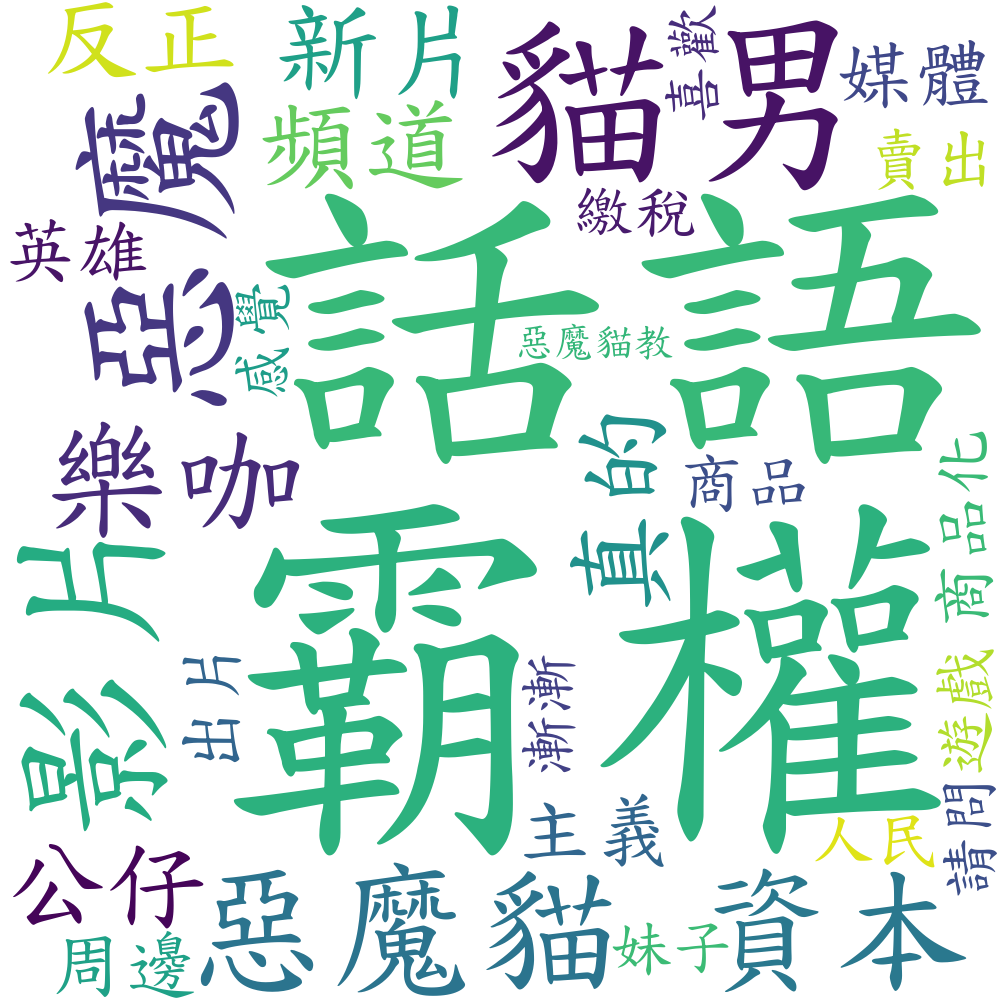 反正
新片
貓男
喜歡
媒體
惡魔
頻道
賣出
繳稅
英雄
話語
感覺
惡魔貓教
樂咖
真的
商品
商品化
影片
霸權
出片
漸漸
遊戲
請問
主義
人民
公仔
惡魔貓
資本
周邊
妹子